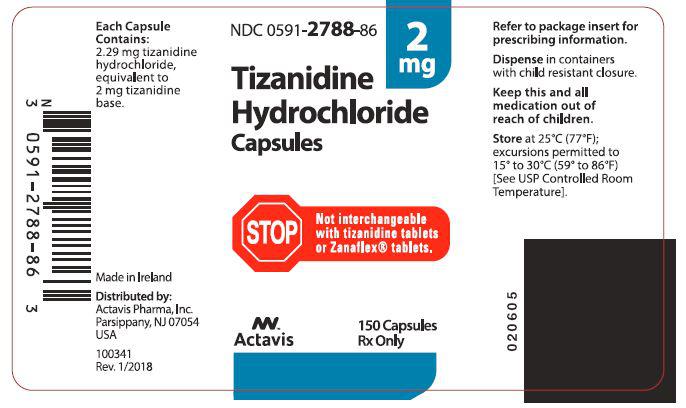 Each Capsule
Contains:
2.29 mg tizanidine
hydrochloride,
equivalent to
2 mg tizanidine
base.
N
3 0591-2788-86 3
Made in Ireland
Distributed by:
Actavis Pharma, Inc.
Parsippany, NJ 07054
USA
100341
Rev. 1/2018
NDC 0591-2788-86
2
mg
Tizanidine
Hydrochloride
Capsules
STOP
Not interchangeable
with tizanidine tablets
or Zanaflex® tablets.
Actavis
150 Capsules
Rx Only
Refer to package insert for
prescribing information.
Dispense in containers
with child resistant closure.
Keep this and all
medication out of
reach of children.
Store at 25°C (77°F);
excursions permitted to
15° to 30°C (59° to 86°F)
[See USP Controlled Room
Temperature].
020605